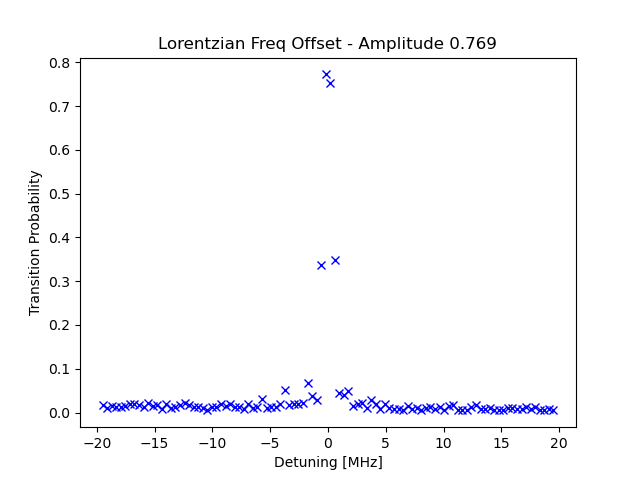 Lorentzian Freq Offset - Amplitude 0.769
0.8
0.7
0.6
0.5
0.4
0.3
0.2
0.1
0.0
Transition Probability
−20 −15 −10 −5 0 5 10 15 20
Detuning [MHz]